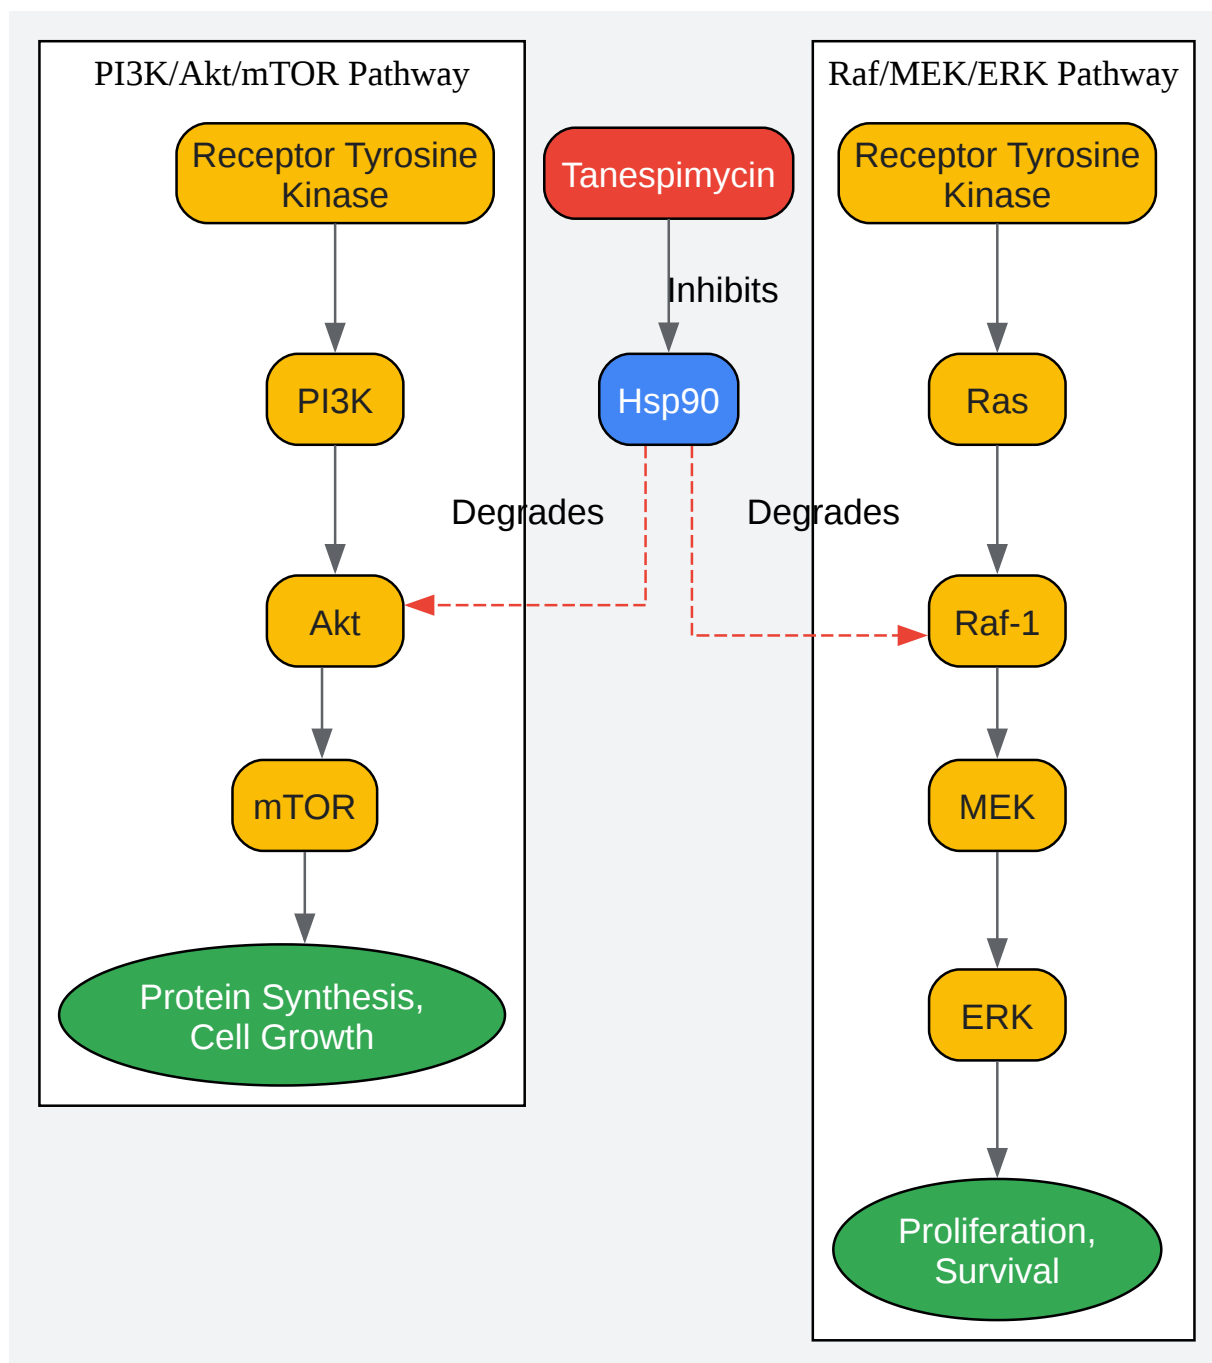 PI3K/Akt/mTOR Pathway
Receptor Tyrosine
Kinase
PI3K
Akt
mTOR
Protein Synthesis,
Cell Growth
Tanespimycin
Inhibits
Hsp90
Degrades
Degrades
Raf/MEK/ERK Pathway
Receptor Tyrosine
Kinase
Ras
Raf-1
MEK
ERK
Proliferation,
Survival